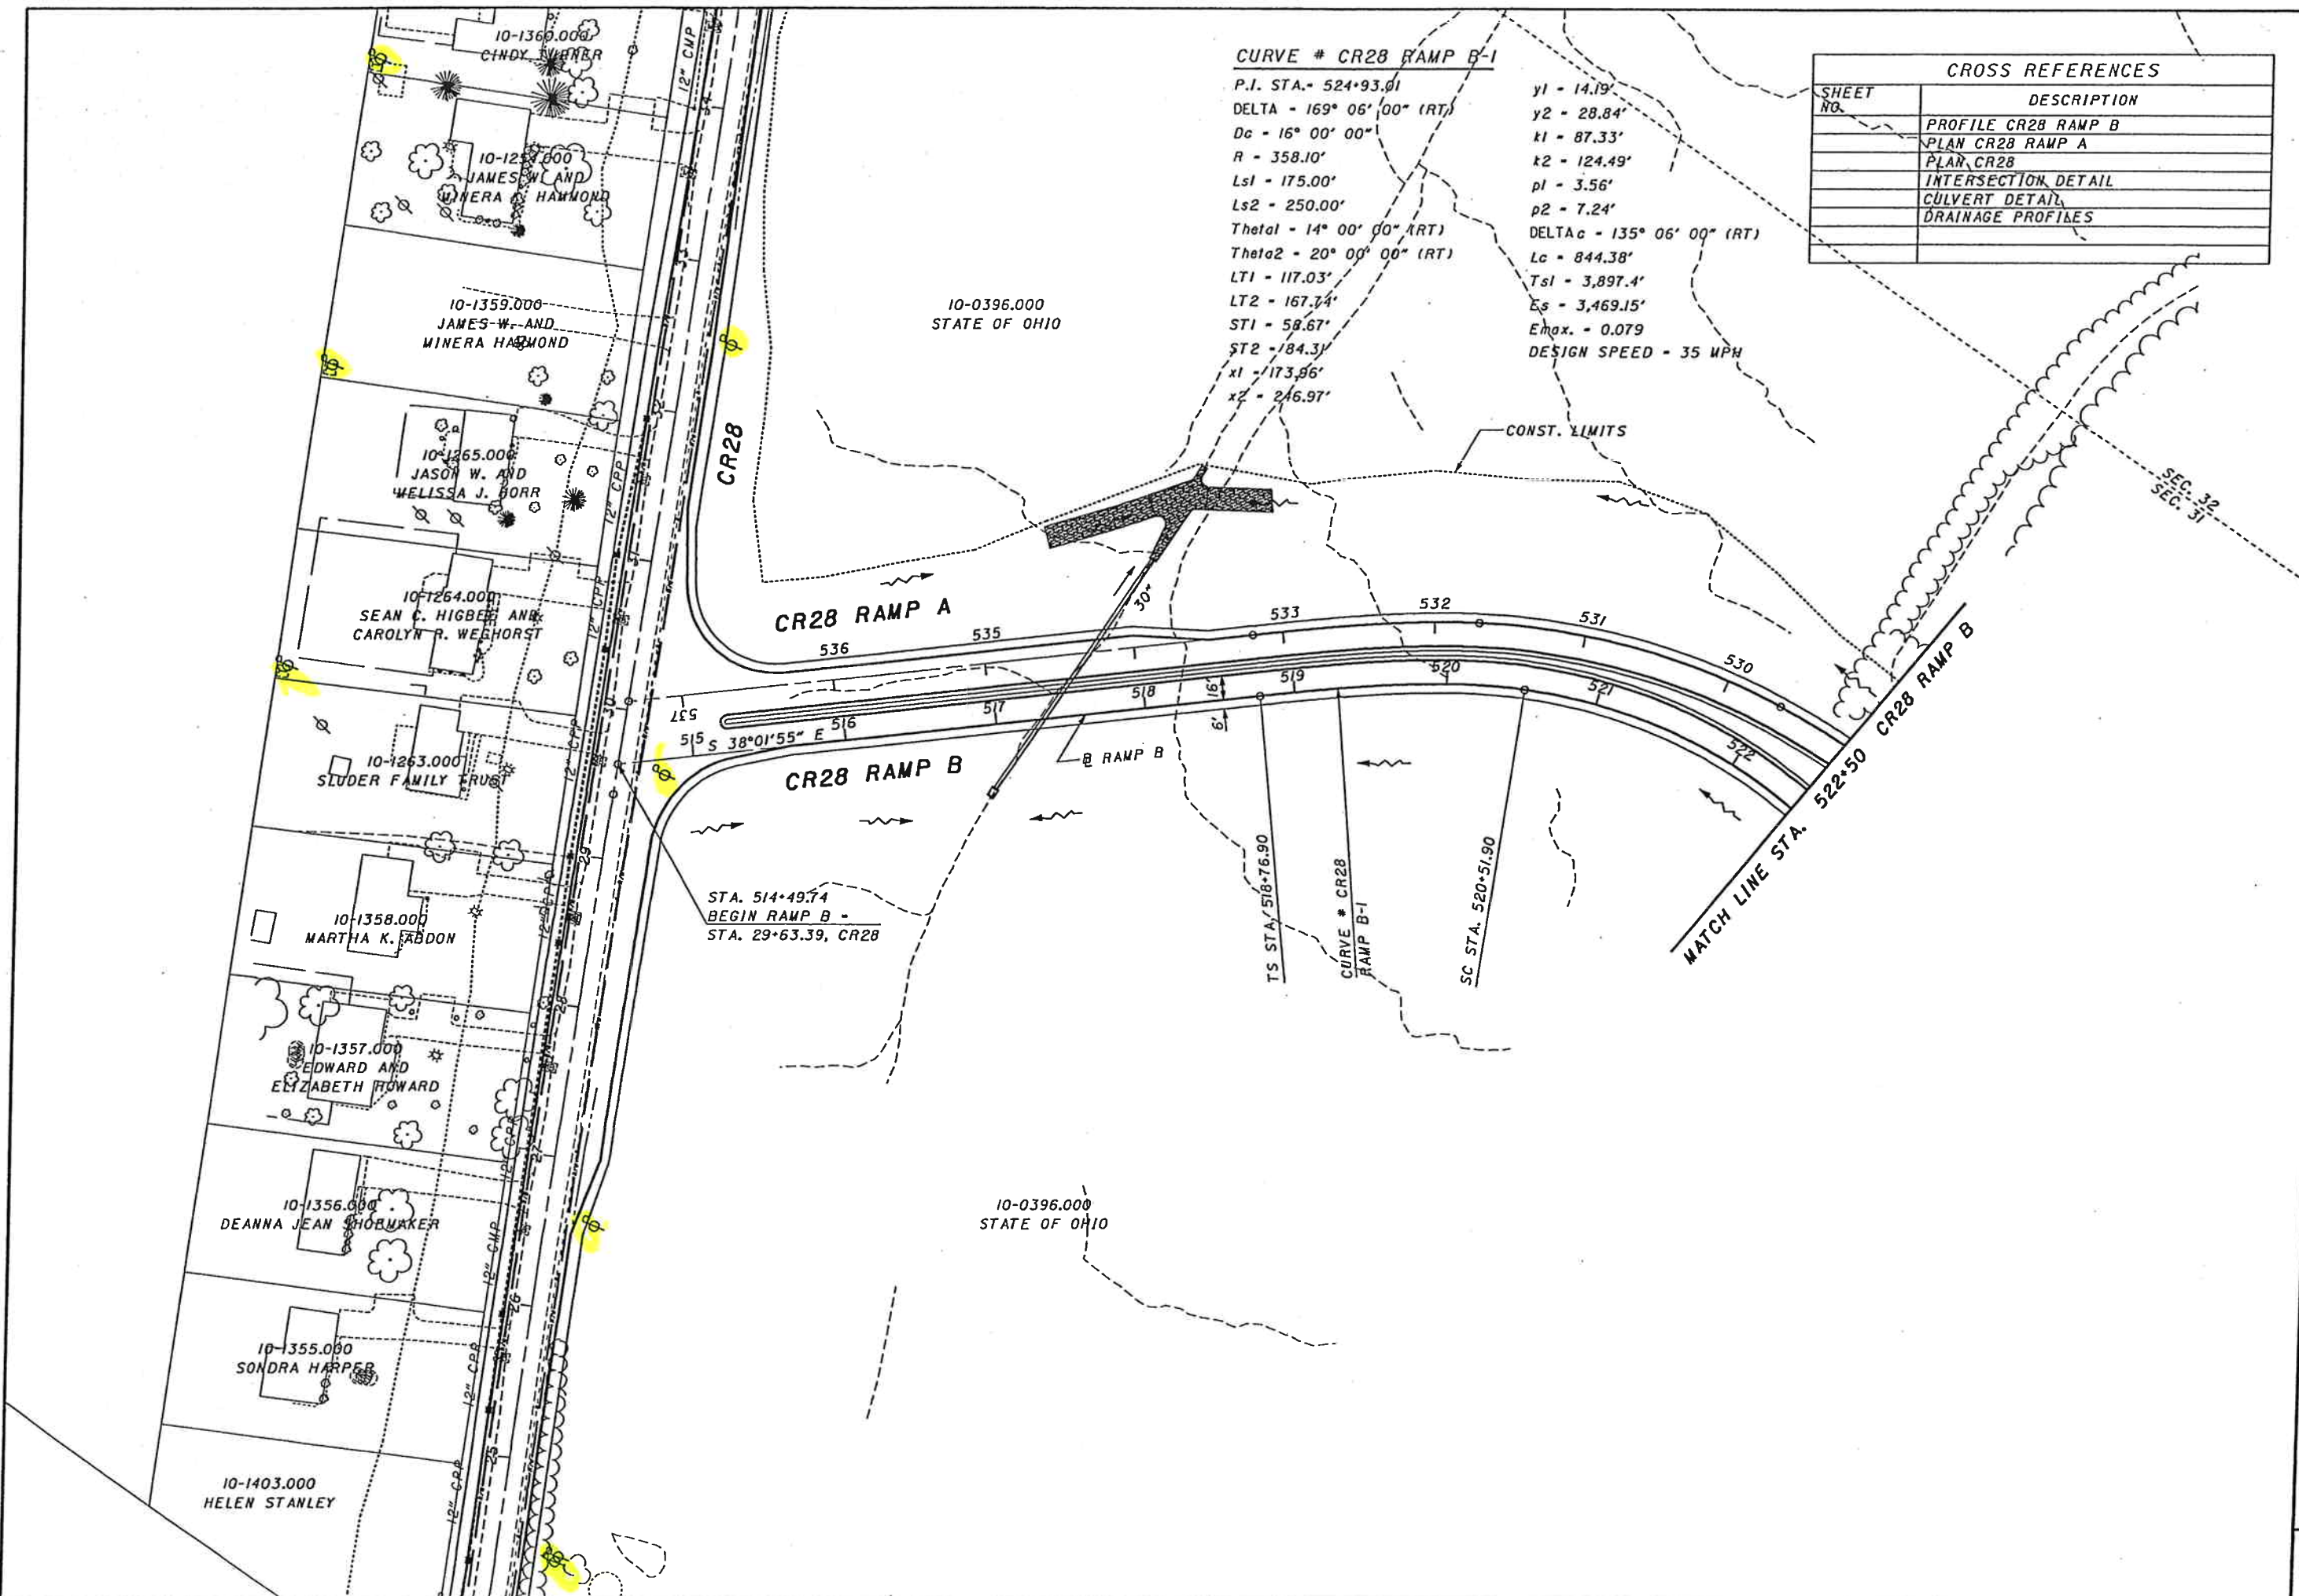 10-1360.000
CINDY TURNER
12" CMP
34
10-1257.000
JAMES W. AND
MINERA K. HAMMOND
33
10-1359.000
JAMES W. AND
MINERA HAMMOND
32
10-1265.000
JASON W. AND
MELISSA J. DORR
12" CPP
31
10-1264.000
SEAN C. HIGBEE AND
CAROLYN R. WEGHORST
12" CPP
30
10-1263.000
SLUDER FAMILY TRUST
12" CPP
29
10-1358.000
MARTHA K. ABDON
12" CPP
28
10-1357.000
EDWARD AND
ELIZABETH HOWARD
12" CPP
27
10-1356.000
DEANNA JEAN SHOEMAKER
12" CMP
26
10-1355.000
SONDRA HARPER
12" CPP
25
10-1403.000
HELEN STANLEY
12" CPP
CR28
10-0396.000
STATE OF OHIO
CURVE # CR28 RAMP B-1
P.I. STA.= 524+93.01
DELTA = 169° 06' 00" (RT)
Dc = 16° 00' 00"
R = 358.10'
Ls1 = 175.00'
Ls2 = 250.00'
Theta1 = 14° 00' 00" (RT)
Theta2 = 20° 00' 00" (RT)
LT1 = 117.03'
LT2 = 167.74'
ST1 = 58.67'
ST2 = 84.31'
x1 = 173.96'
x2 = 246.97'
y1 = 14.19'
y2 = 28.84'
k1 = 87.33'
k2 = 124.49'
p1 = 3.56'
p2 = 7.24'
DELTAc = 135° 06' 00" (RT)
Lc = 844.38'
Ts1 = 3,897.4'
Es = 3,469.15'
Emax. = 0.079
DESIGN SPEED = 35 MPH
CROSS REFERENCES
SHEET NO.
DESCRIPTION
PROFILE CR28 RAMP B
PLAN CR28 RAMP A
PLAN CR28
INTERSECTION DETAIL
CULVERT DETAIL
DRAINAGE PROFILES
CONST. LIMITS
SEC. 32
SEC. 31
30"
CR28 RAMP A
537
536
535
533
532
531
530
515
S 38°01'55" E
516
517
518
16'
6'
519
520
521
522
CR28 RAMP B
℄ RAMP B
MATCH LINE STA. 522+50 CR28 RAMP B
STA. 514+49.74
BEGIN RAMP B =
STA. 29+63.39, CR28
TS STA. 518+76.90
CURVE # CR28
RAMP B-1
SC STA. 520+51.90
10-0396.000
STATE OF OHIO